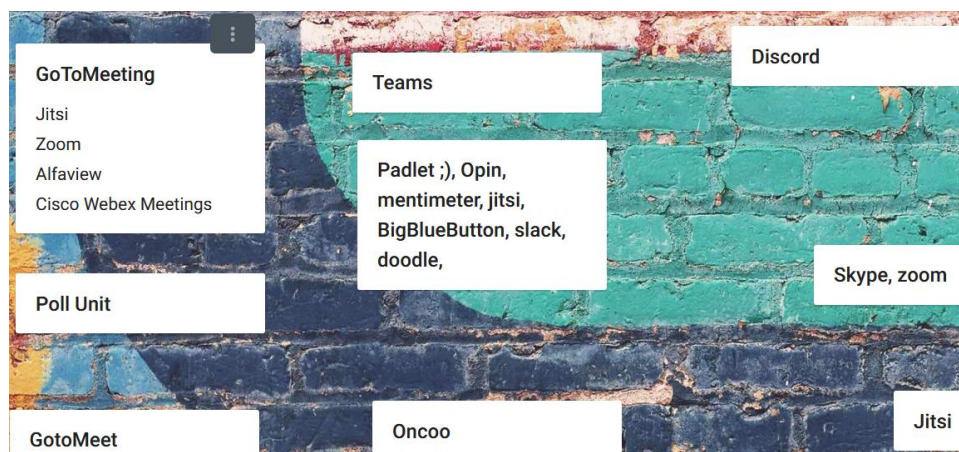 GoToMeeting
Jitsi
Zoom
Alfaview
Cisco Webex Meetings
Teams
Discord
Padlet ;), Opin,
mentimeter, jitsi,
BigBlueButton, slack,
doodle,
Skype, zoom
Poll Unit
GotoMeet
Oncoo
Jitsi